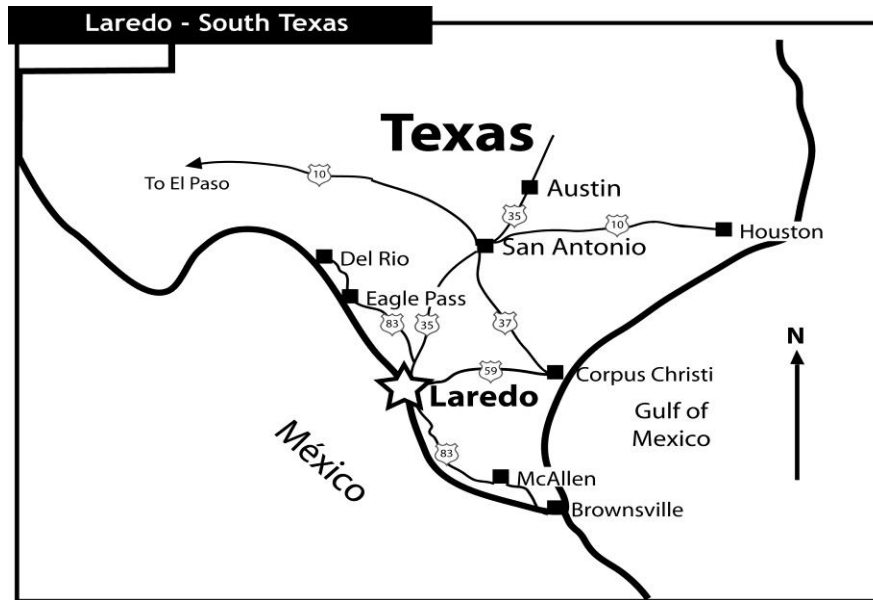 Laredo - South Texas
Texas
10
To El Paso
Austin
35
10
Houston
San Antonio
Del Rio
Eagle Pass
83
35
37
N
59
Corpus Christi
Laredo
Gulf of
Mexico
México
83
McAllen
Brownsville